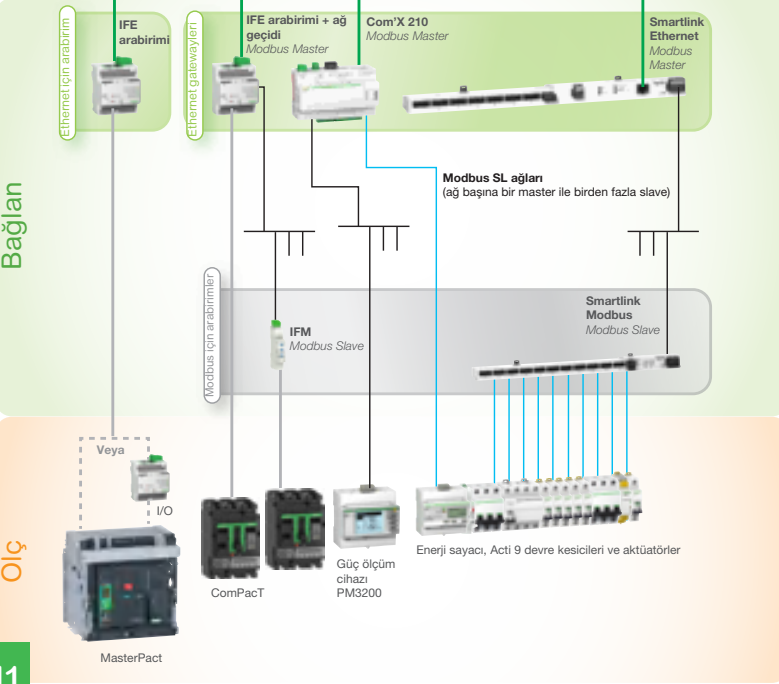 Ethernet için arabirim
IFE
arabirimi
Ethernet gatewayleri
IFE arabirimi + ağ
geçidi
Modbus Master
Com'X 210
Modbus Master
Smartlink
Ethernet
Modbus
Master
Bağlan
Modbus SL ağları
(ağ başına bir master ile birden fazla slave)
Modbus için arabirimler
IFM
Modbus Slave
Smartlink
Modbus
Modbus Slave
Ölç
Veya
I/O
MasterPact
ComPacT
Güç ölçüm
cihazı
PM3200
Enerji sayacı, Acti 9 devre kesicileri ve aktüatörler
11